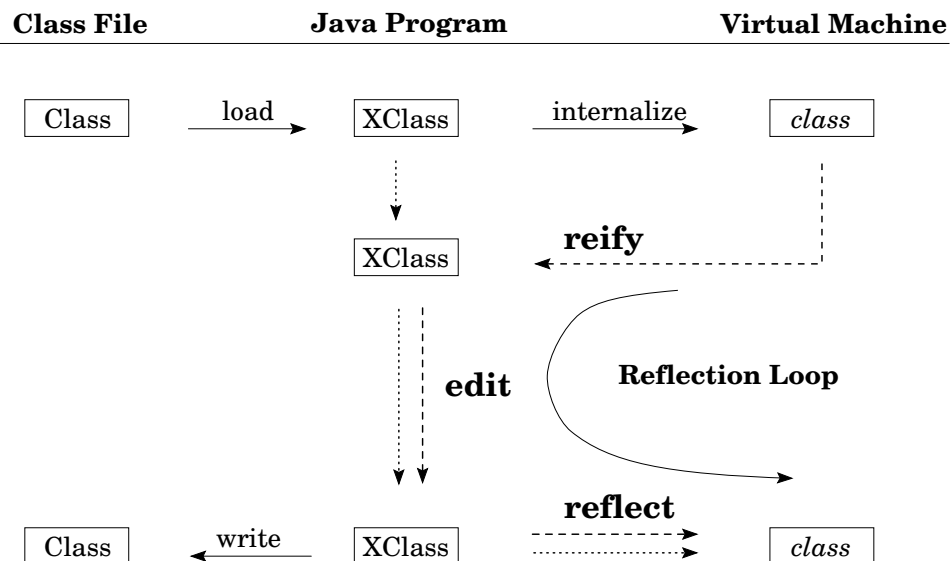 Class File Java Program Virtual Machine
Class load XClass internalize class
reify
XClass
edit
Reflection Loop
reflect
Class write XClass class